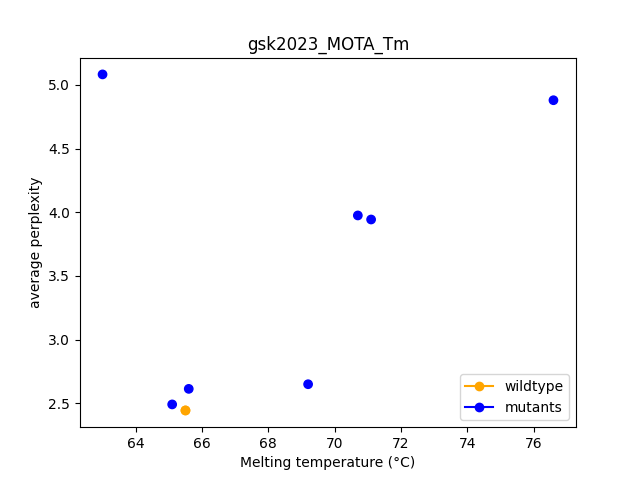 gsk2023_MOTA_Tm
5.0
4.5
4.0
3.5
3.0
2.5
average perplexity
64 66 68 70 72 74 76
Melting temperature (°C)
wildtype
mutants